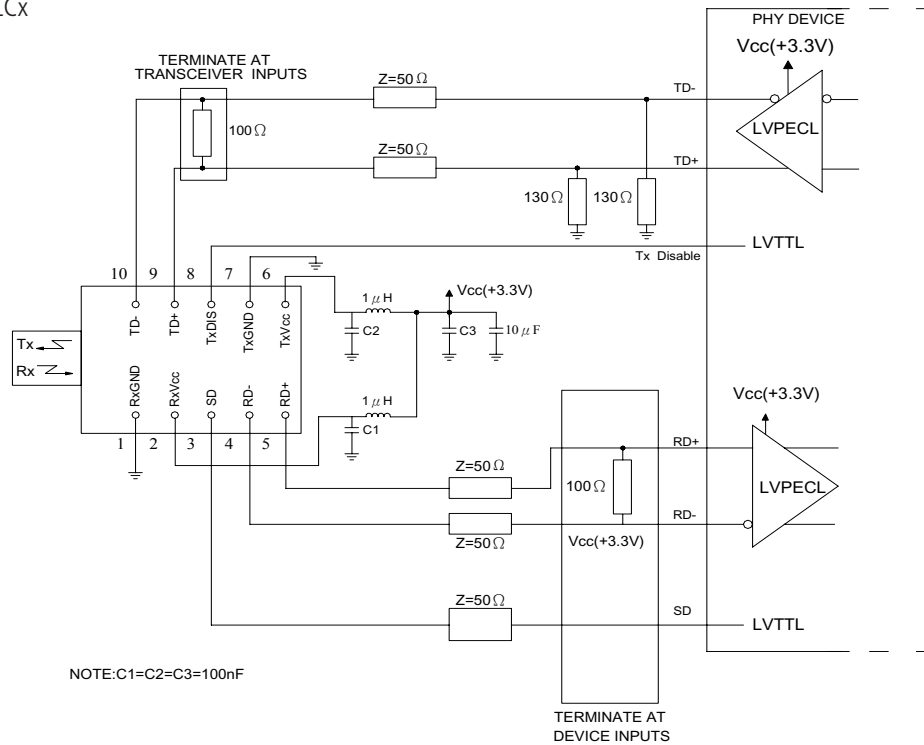 LCx
PHY DEVICE
Vcc(+3.3V)
TERMINATE AT
TRANSCEIVER INPUTS
Z=50Ω
TD-
LVPECL
100Ω
Z=50Ω
TD+
130Ω
130Ω
LVTTL
Tx Disable
10 9 8 7 6
TD- TD+ TxDIS TxGND TxVcc
1μH
Vcc(+3.3V)
C2
C3
10μF
Tx
Rx
RxGND RxVcc SD RD- RD+
1μH
C1
1 2 3 4 5
Vcc(+3.3V)
RD+
Z=50Ω
100Ω
LVPECL
RD-
Z=50Ω
Vcc(+3.3V)
Z=50Ω
SD
LVTTL
NOTE:C1=C2=C3=100nF
TERMINATE AT
DEVICE INPUTS